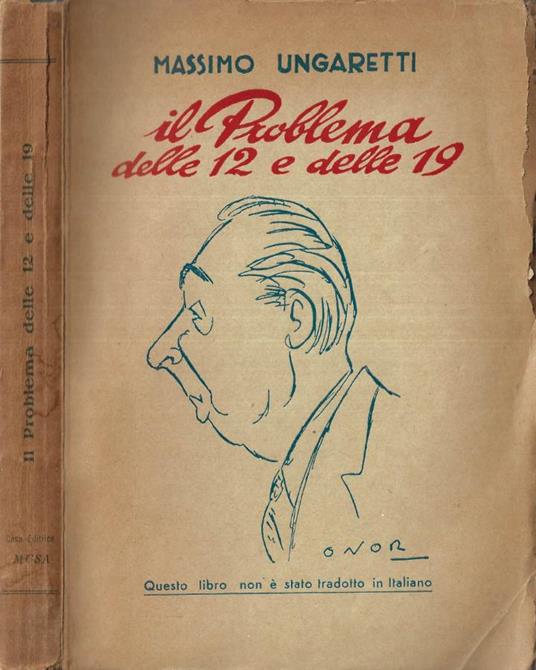 MASSIMO UNGARETTI
il Problema
delle 12 e delle 19
ONOR
Questo libro non è stato tradotto in Italiano
Il Problema delle 12 e delle 19
Casa Editrice
MUSA